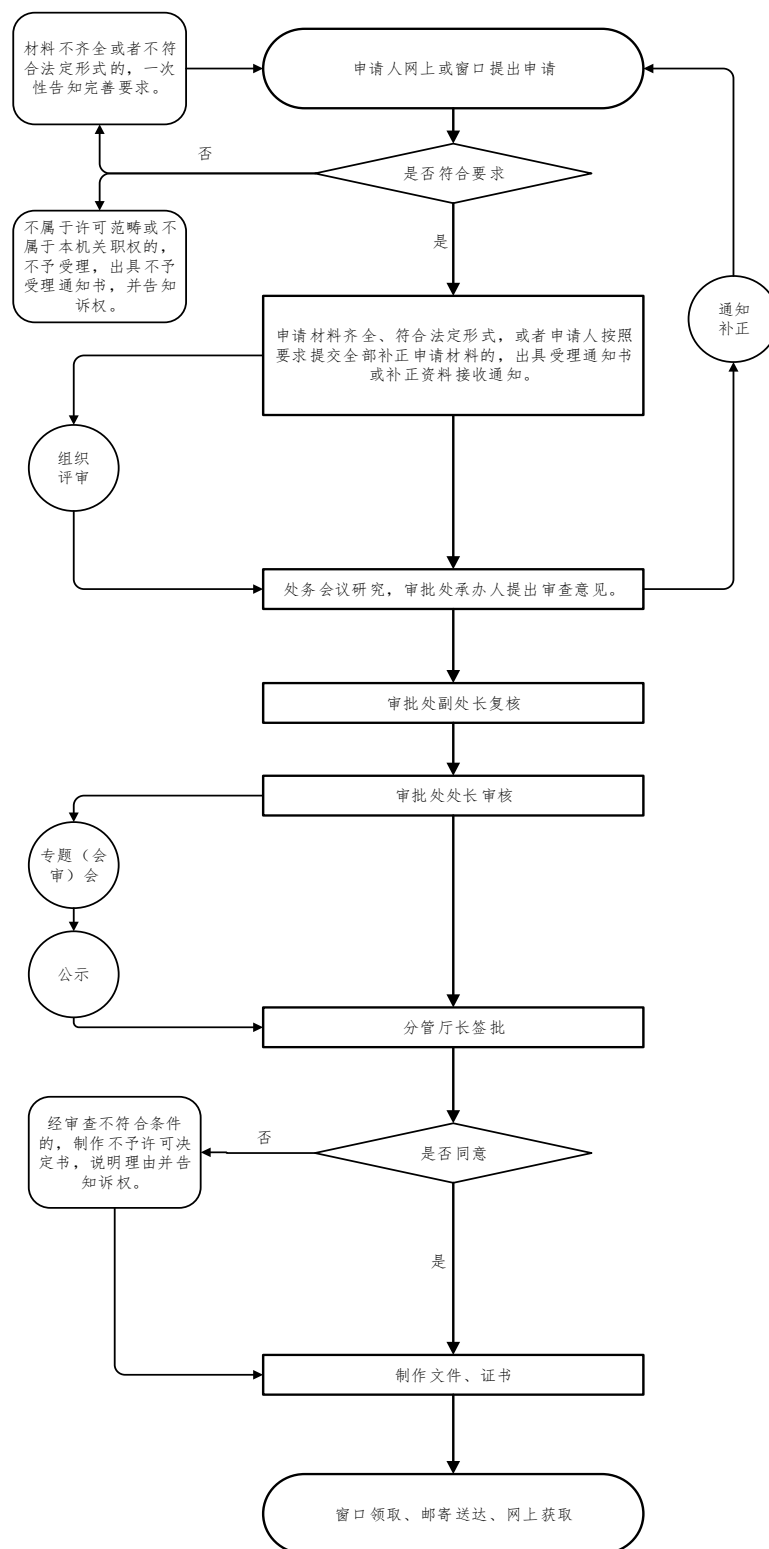 材料不齐全或者不符
合法定形式的，一次
性告知完善要求。
申请人网上或窗口提出申请
否
是否符合要求
不属于许可范畴或不
属于本机关职权的，
不予受理，出具不予
受理通知书，并告知
诉权。
是
通知
补正
申请材料齐全、符合法定形式，或者申请人按照
要求提交全部补正申请材料的，出具受理通知书
或补正资料接收通知。
组织
评审
处务会议研究，审批处承办人提出审查意见。
审批处副处长复核
审批处处长审核
专题（会
审）会
公示
分管厅长签批
经审查不符合条件
的，制作不予许可决
定书，说明理由并告
知诉权。
否
是否同意
是
制作文件、证书
窗口领取、邮寄送达、网上获取